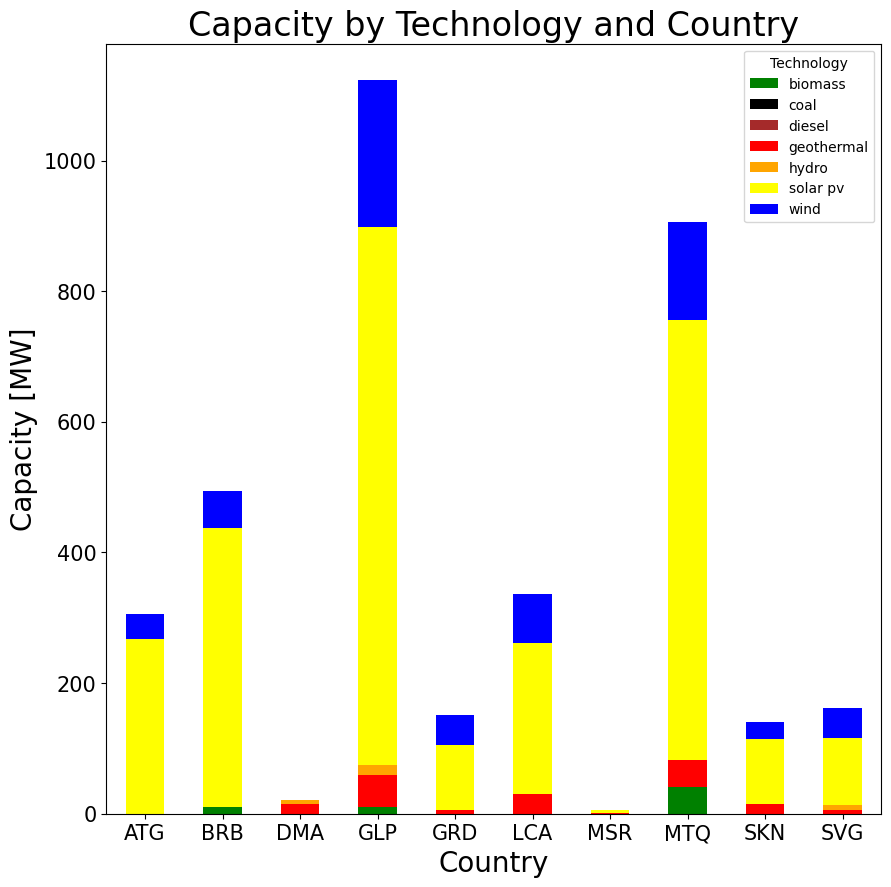 Capacity by Technology and Country
Technology
biomass
coal
diesel
geothermal
hydro
solar pv
wind
Capacity [MW]
1000
800
600
400
200
0
ATG BRB DMA GLP GRD LCA MSR MTQ SKN SVG
Country